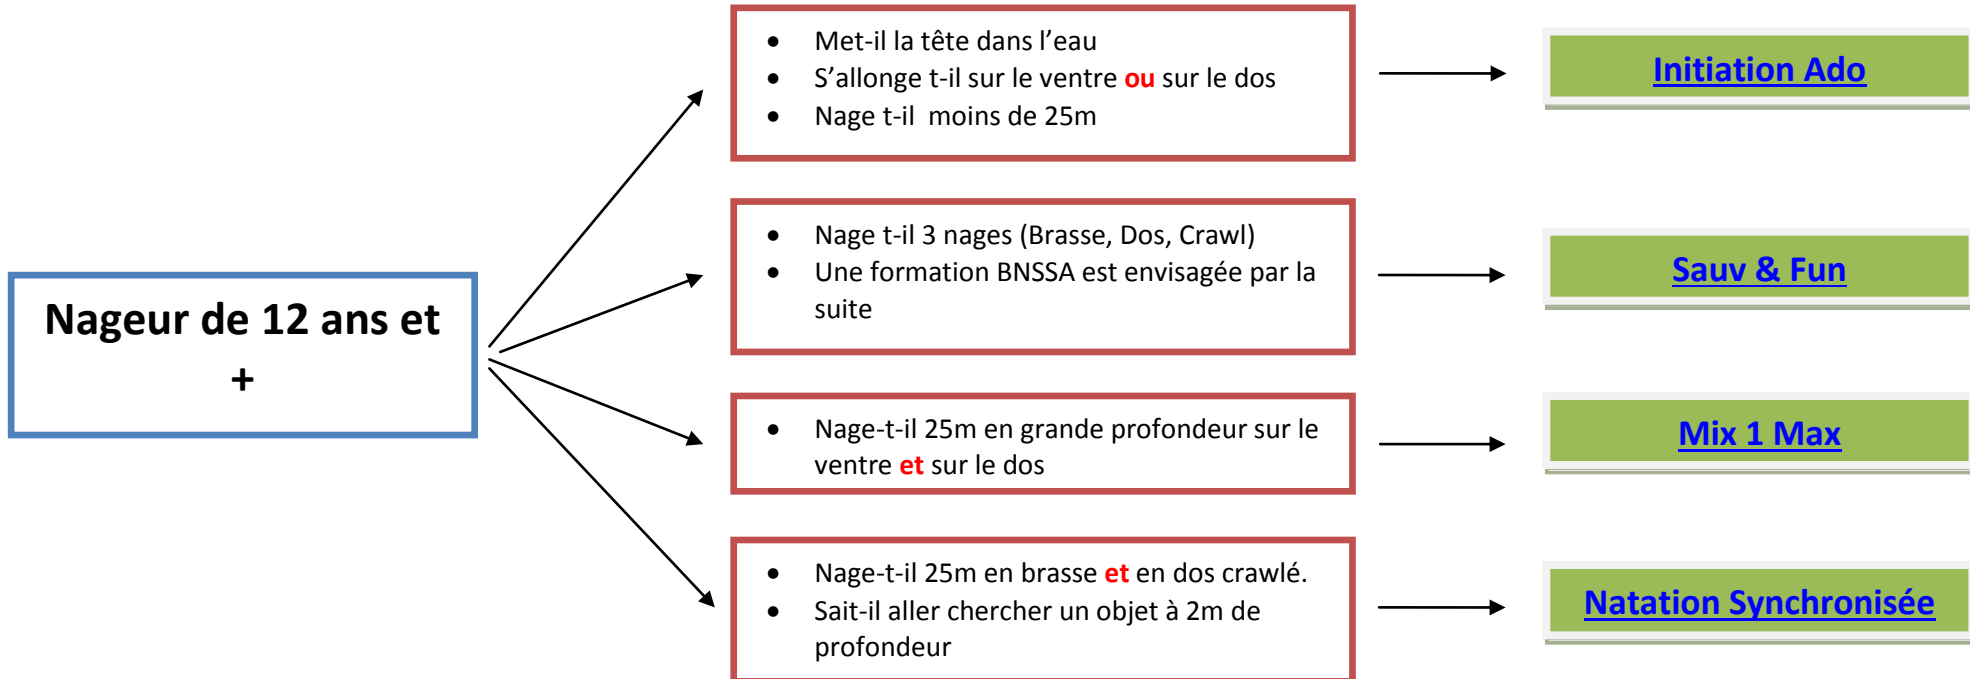 Nageur de 12 ans et
+
• Met-il la tête dans l’eau
• S’allonge t-il sur le ventre ou sur le dos
• Nage t-il  moins de 25m
Initiation Ado
• Nage t-il 3 nages (Brasse, Dos, Crawl)
• Une formation BNSSA est envisagée par la
suite
Sauv & Fun
• Nage-t-il 25m en grande profondeur sur le
ventre et sur le dos
Mix 1 Max
• Nage-t-il 25m en brasse et en dos crawlé.
• Sait-il aller chercher un objet à 2m de
profondeur
Natation Synchronisée